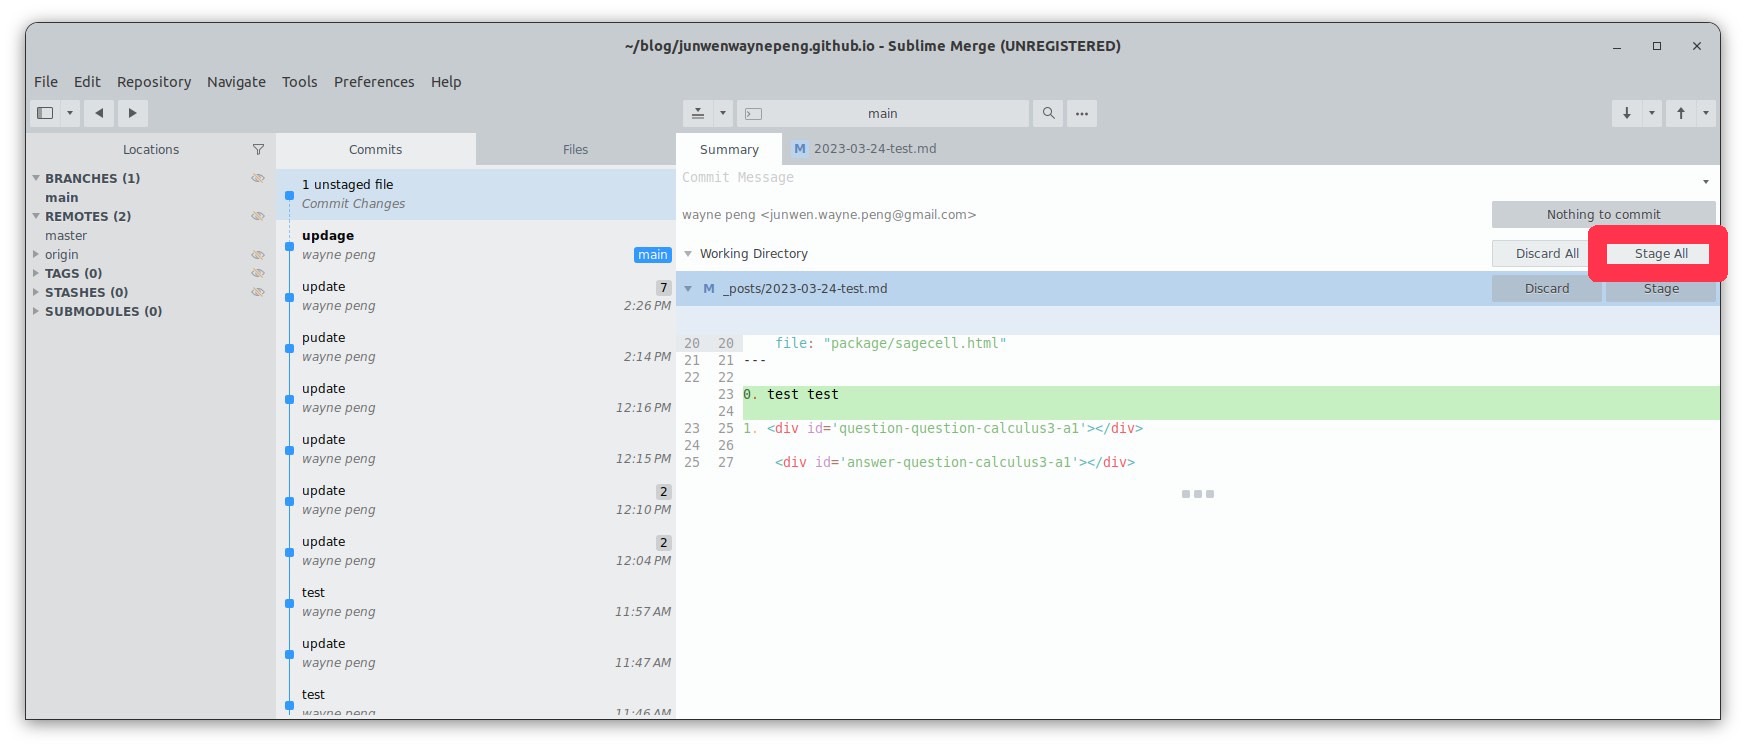 ~/blog/junwenwaynepeng.github.io - Sublime Merge (UNREGISTERED)
File Edit Repository Navigate Tools Preferences Help
main
Locations
BRANCHES (1)
main
REMOTES (2)
master
origin
TAGS (0)
STASHES (0)
SUBMODULES (0)
Commits Files
1 unstaged file
Commit Changes
updage
wayne peng main
update 7
wayne peng 2:26 PM
pudate
wayne peng 2:14 PM
update
wayne peng 12:16 PM
update
wayne peng 12:15 PM
update 2
wayne peng 12:10 PM
update 2
wayne peng 12:04 PM
test
wayne peng 11:57 AM
update
wayne peng 11:47 AM
test
wayne peng 11:46 AM
Summary M 2023-03-24-test.md
Commit Message
wayne peng <junwen.wayne.peng@gmail.com> Nothing to commit
Working Directory Discard All Stage All
M _posts/2023-03-24-test.md Discard Stage
20 20 file: "package/sagecell.html"
21 21 ---
22 22
23 0. test test
24
23 25 1. <div id='question-question-calculus3-a1'></div>
24 26
25 27 <div id='answer-question-calculus3-a1'></div>